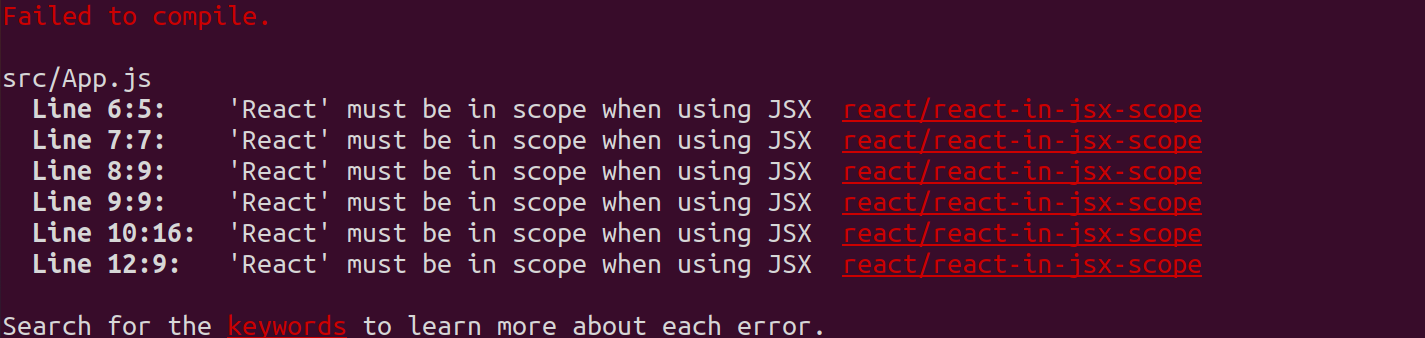 Failed to compile.
src/App.js
Line 6:5: 'React' must be in scope when using JSX react/react-in-jsx-scope
Line 7:7: 'React' must be in scope when using JSX react/react-in-jsx-scope
Line 8:9: 'React' must be in scope when using JSX react/react-in-jsx-scope
Line 9:9: 'React' must be in scope when using JSX react/react-in-jsx-scope
Line 10:16: 'React' must be in scope when using JSX react/react-in-jsx-scope
Line 12:9: 'React' must be in scope when using JSX react/react-in-jsx-scope
Search for the keywords to learn more about each error.